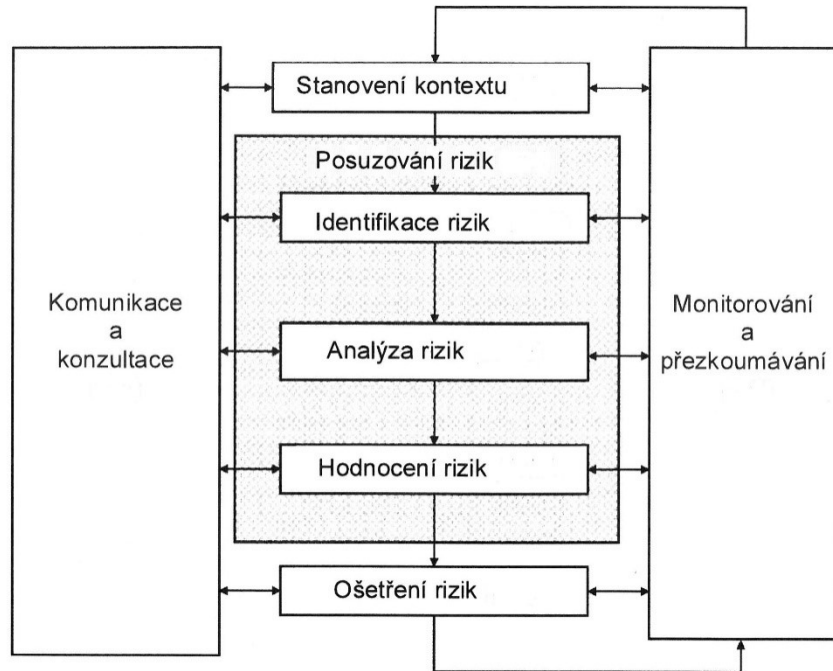 Stanovení kontextu
Posuzování rizik
Identifikace rizik
Komunikace
a
konzultace
Analýza rizik
Monitorování
a
přezkoumávání
Hodnocení rizik
Ošetření rizik